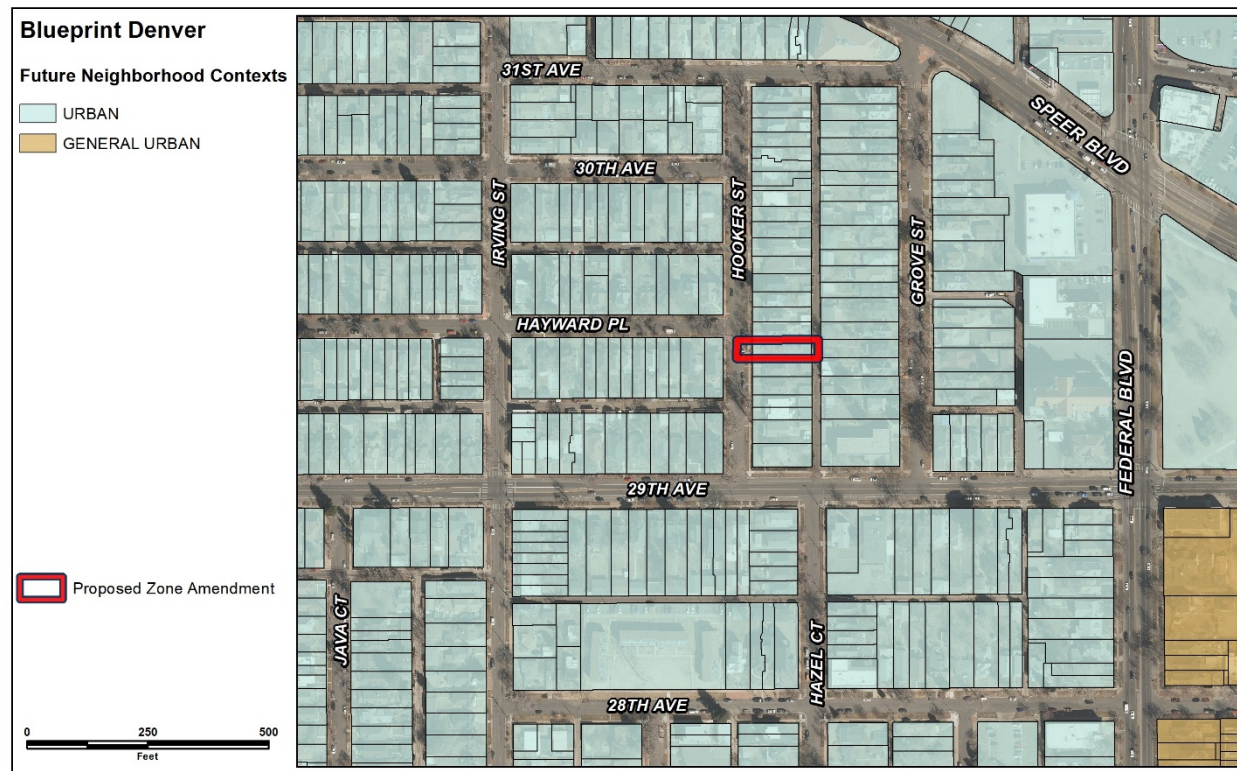 Blueprint Denver
Future Neighborhood Contexts
URBAN
GENERAL URBAN
Proposed Zone Amendment
0 250 500
Feet
31ST AVE
SPEER BLVD
30TH AVE
IRVING ST
HOOKER ST
GROVE ST
HAYWARD PL
FEDERAL BLVD
29TH AVE
JAVA CT
HAZEL CT
28TH AVE